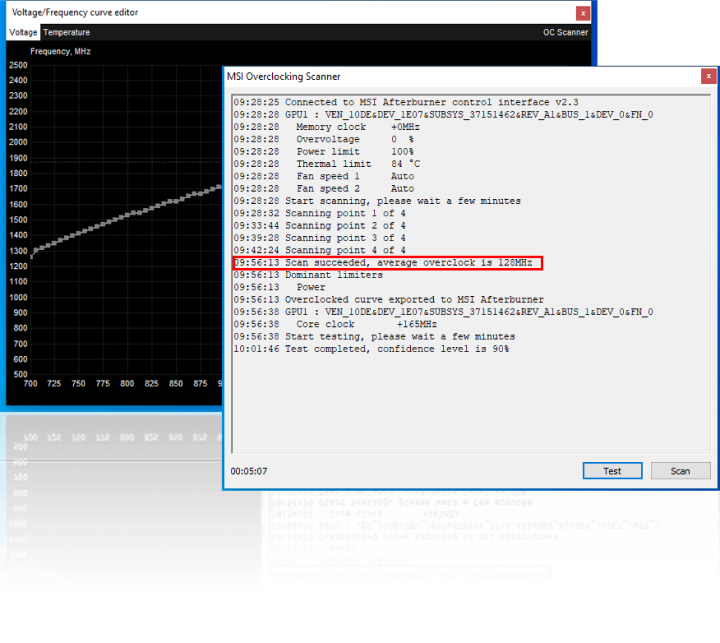 Voltage/Frequency curve editor
x
Voltage Temperature OC Scanner
Frequency, MHz
2500
2400
2300
2200
2100
2000
1900
1800
1700
1600
1500
1400
1300
1200
1100
1000
900
800
700
600
500
700 725 750 775 800 825 850 875 9
MSI Overclocking Scanner
x
09:28:25 Connected to MSI Afterburner control interface v2.3
09:28:28 GPU1 : VEN_10DE&DEV_1E07&SUBSYS_37151462&REV_A1&BUS_1&DEV_0&FN_0
09:28:28 Memory clock +0MHz
09:28:28 Overvoltage 0 %
09:28:28 Power limit 100%
09:28:28 Thermal limit 84 °C
09:28:28 Fan speed 1 Auto
09:28:28 Fan speed 2 Auto
09:28:28 Start scanning, please wait a few minutes
09:28:32 Scanning point 1 of 4
09:33:44 Scanning point 2 of 4
09:39:28 Scanning point 3 of 4
09:42:24 Scanning point 4 of 4
09:56:13 Scan succeeded, average overclock is 128MHz
09:56:13 Dominant limiters
09:56:13 Power
09:56:13 Overclocked curve exported to MSI Afterburner
09:56:38 GPU1 : VEN_10DE&DEV_1E07&SUBSYS_37151462&REV_A1&BUS_1&DEV_0&FN_0
09:56:38 Core clock +165MHz
09:56:38 Start testing, please wait a few minutes
10:01:46 Test completed, confidence level is 90%
00:05:07
Test
Scan